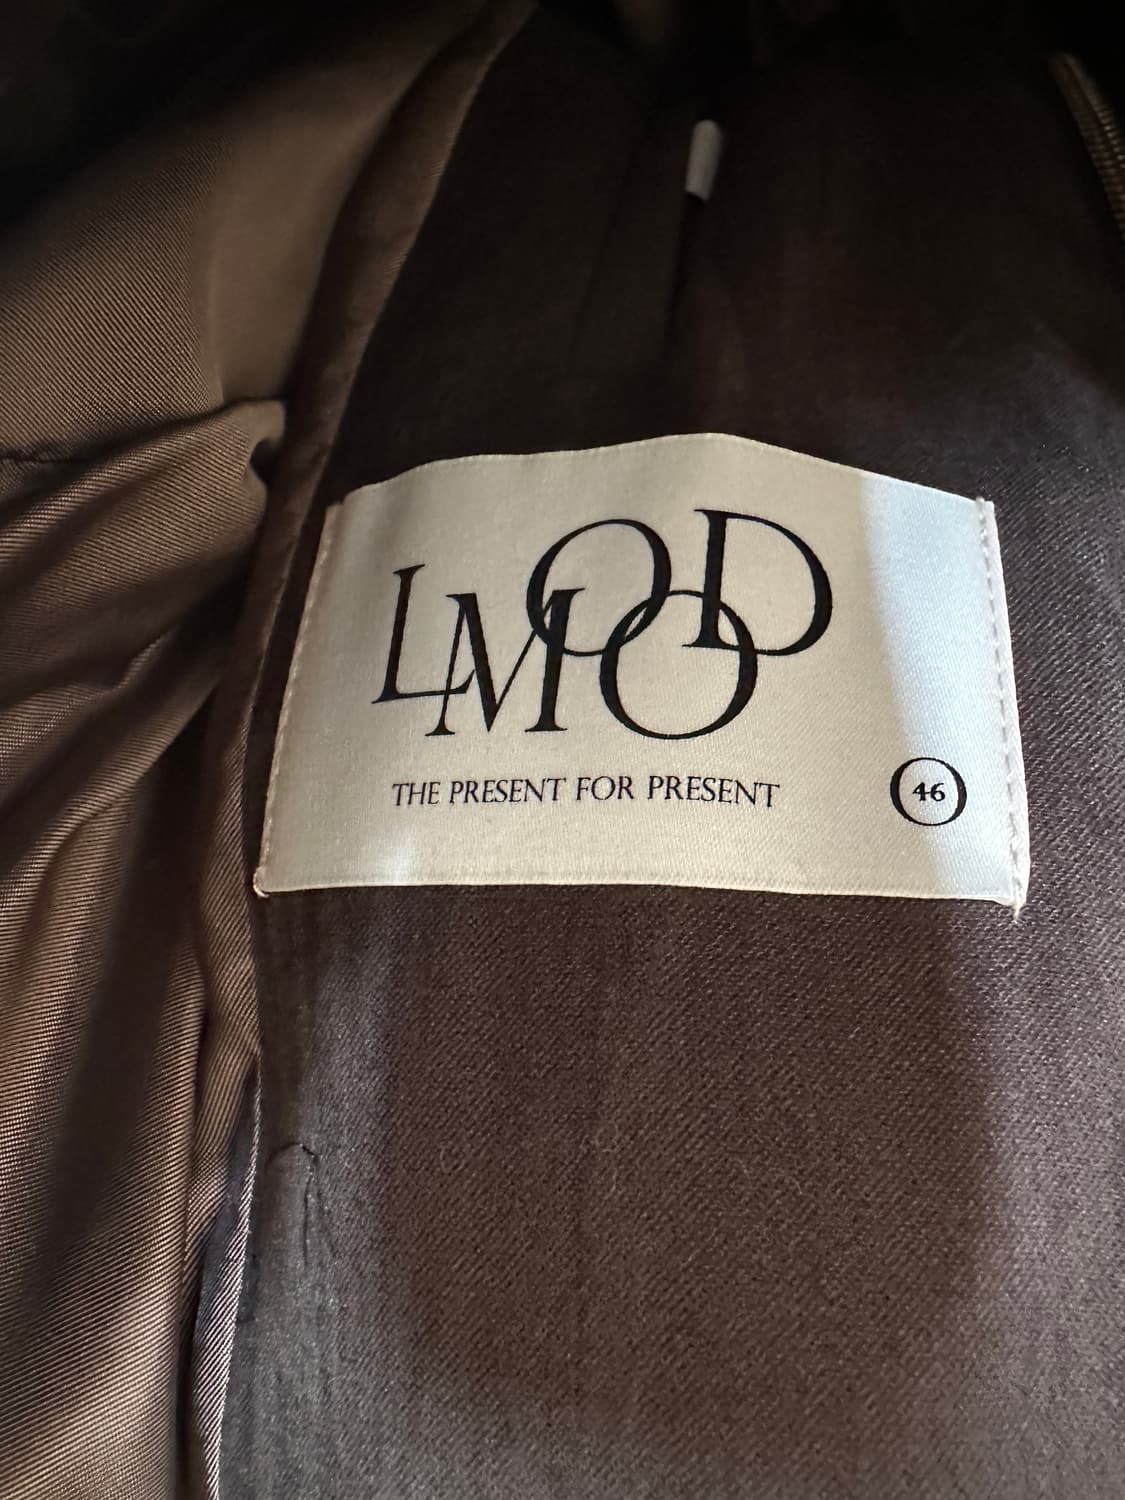 LMOOD
THE PRESENT FOR PRESENT
46